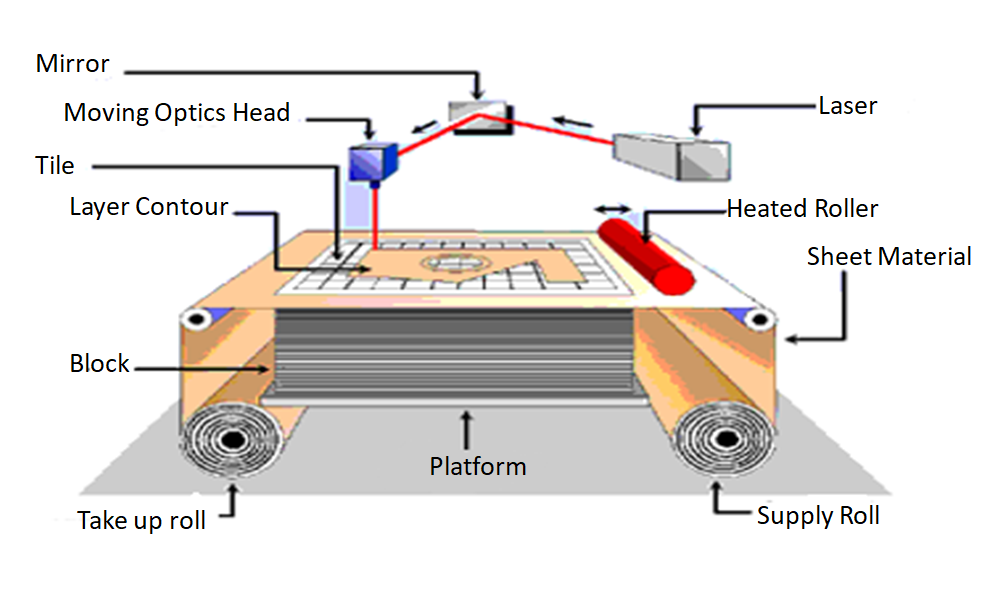 Mirror
Moving Optics Head
Laser
Tile
Layer Contour
Heated Roller
Sheet Material
Block
Platform
Take up roll
Supply Roll